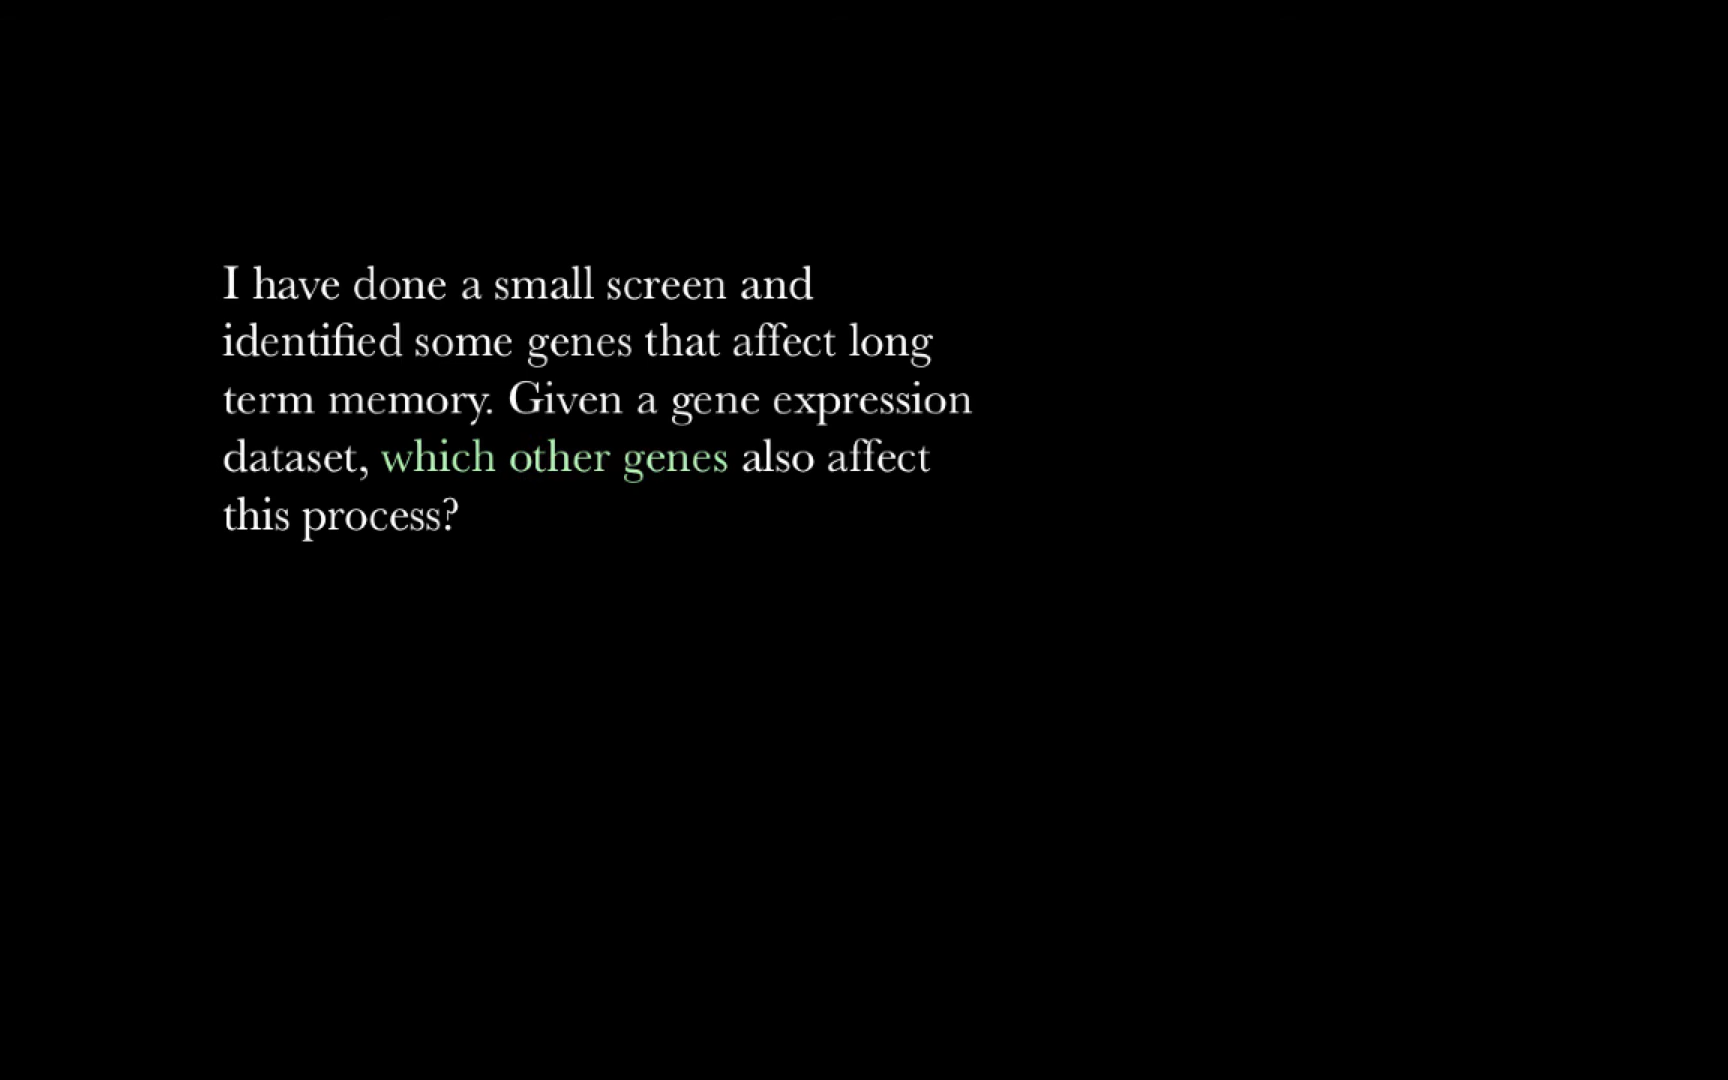 I have done a small screen and
identified some genes that affect long
term memory. Given a gene expression
dataset, which other genes also affect
this process?